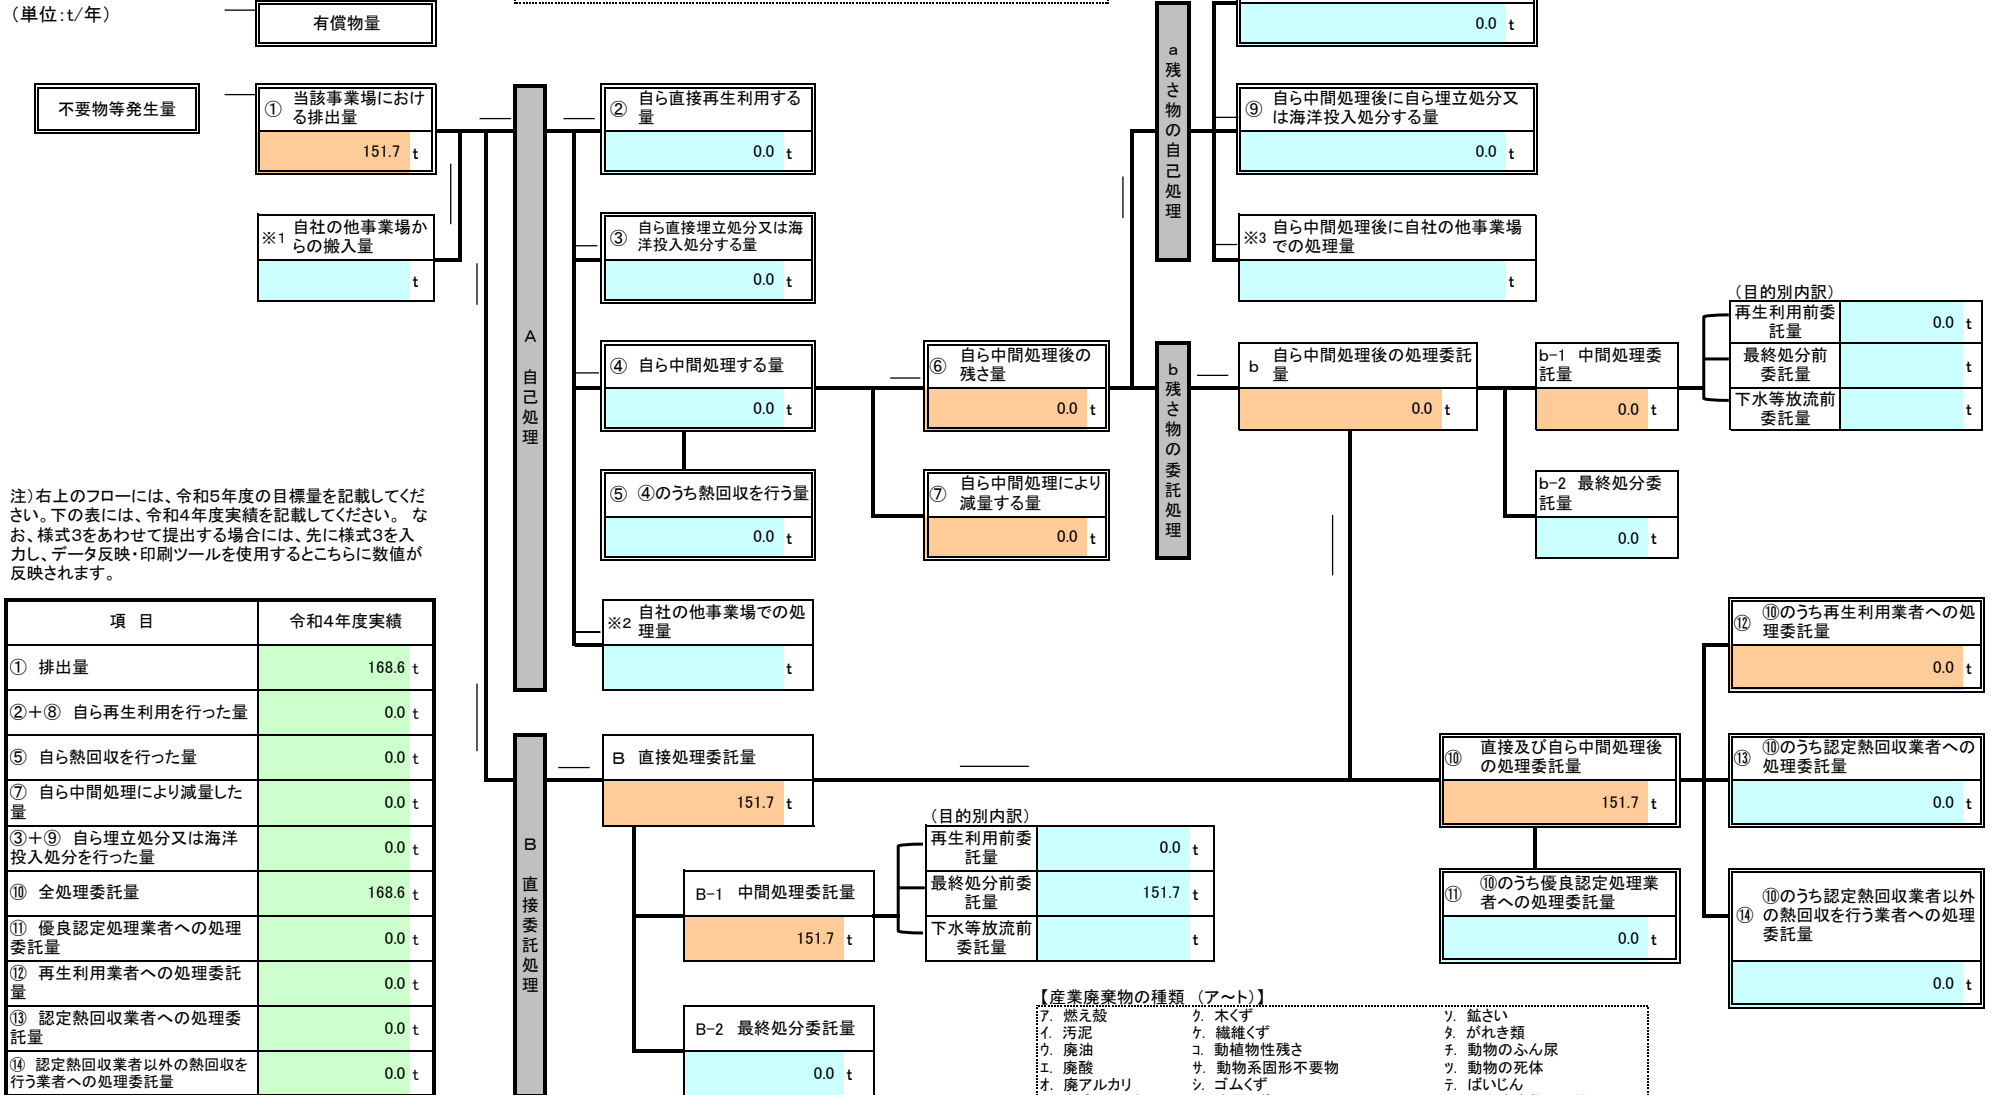 （単位:t/年）
有償物量
0.0 t
不要物等発生量
① 当該事業場におけ
る排出量
151.7 t
※1 自社の他事業場か
らの搬入量
t
A 自己処理
② 自ら直接再生利用する
量
0.0 t
③ 自ら直接埋立処分又は海
洋投入処分する量
0.0 t
④ 自ら中間処理する量
0.0 t
⑤ ④のうち熱回収を行う量
0.0 t
※2 自社の他事業場での処
理量
t
⑥ 自ら中間処理後の
残さ量
0.0 t
⑦ 自ら中間処理により
減量する量
0.0 t
a 残さ物の自己処理
⑨ 自ら中間処理後に自ら埋立処分又
は海洋投入処分する量
0.0 t
※3 自ら中間処理後に自社の他事業場
での処理量
t
b 残さ物の委託処理
b 自ら中間処理後の処理委託
量
0.0 t
b-1 中間処理委
託量
0.0 t
b-2 最終処分委
託量
0.0 t
（目的別内訳）
再生利用前委
託量
0.0 t
最終処分前
委託量
t
下水等放流前
委託量
t
注）右上のフローには、令和５年度の目標量を記載してくだ
さい。下の表には、令和４年度実績を記載してください。 な
お、様式３をあわせて提出する場合には、先に様式３を入
力し、データ反映・印刷ツールを使用するとこちらに数値が
反映されます。
項 目 令和４年度実績
① 排出量 168.6 t
②＋⑧ 自ら再生利用を行った量 0.0 t
⑤ 自ら熱回収を行った量 0.0 t
⑦ 自ら中間処理により減量した
量 0.0 t
③＋⑨ 自ら埋立処分又は海洋
投入処分を行った量 0.0 t
⑩ 全処理委託量 168.6 t
⑪ 優良認定処理業者への処理
委託量 0.0 t
⑫ 再生利用業者への処理委託
量 0.0 t
⑬ 認定熱回収業者への処理委
託量 0.0 t
⑭ 認定熱回収業者以外の熱回収を
行う業者への処理委託量 0.0 t
B 直接委託処理
B 直接処理委託量
151.7 t
B-1 中間処理委託量
151.7 t
B-2 最終処分委託量
0.0 t
（目的別内訳）
再生利用前委
託量
0.0 t
最終処分前委
託量
151.7 t
下水等放流前
委託量
t
⑩ 直接及び自ら中間処理後
の処理委託量
151.7 t
⑪ ⑩のうち優良認定処理業
者への処理委託量
0.0 t
⑫ ⑩のうち再生利用業者への処
理委託量
0.0 t
⑬ ⑩のうち認定熱回収業者への
処理委託量
0.0 t
⑭ ⑩のうち認定熱回収業者以外
の熱回収を行う業者への処理
委託量
0.0 t
【産業廃棄物の種類 （ア～ト）】
ｱ. 燃え殻 ｸ. 木くず ｿ. 鉱さい
ｲ. 汚泥 ｹ. 繊維くず ﾀ. がれき類
ｳ. 廃油 ｺ. 動植物性残さ ﾁ. 動物のふん尿
ｴ. 廃酸 ｻ. 動物系固形不要物 ﾂ. 動物の死体
ｵ. 廃アルカリ ｼ. ゴムくず ﾃ. ばいじん